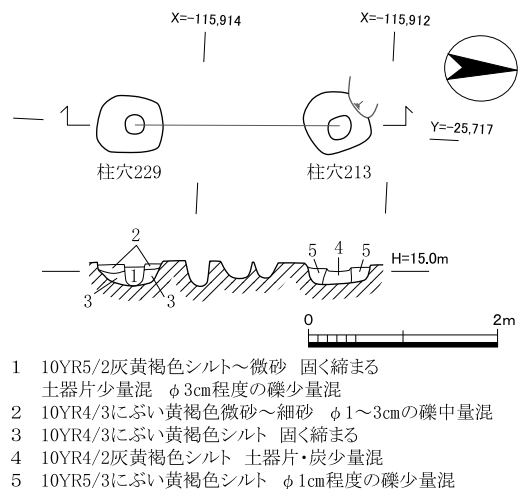 X=-115,914
X=-115,912
Y=-25,717
柱穴229
柱穴213
2
5 4 5
H=15.0m
1
3 3
0 2m
1 10YR5/2灰黄褐色シルト～微砂 固く締まる
土器片少量混 φ3cm程度の礫少量混
2 10YR4/3にぶい黄褐色微砂～細砂 φ1～3cmの礫中量混
3 10YR4/3にぶい黄褐色シルト 固く締まる
4 10YR4/2灰黄褐色シルト 土器片・炭少量混
5 10YR5/3にぶい黄褐色シルト φ1cm程度の礫少量混